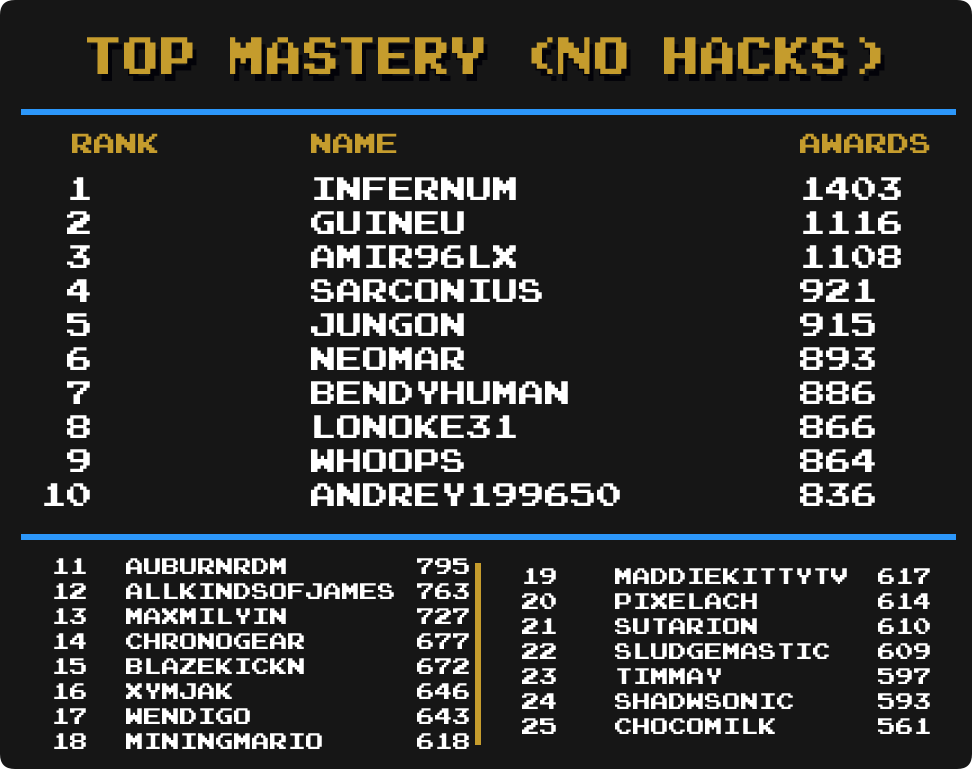 TOP MASTERY (NO HACKS)
RANK NAME AWARDS
1 INFERNUM 1403
2 GUINEU 1116
3 AMIR96LX 1108
4 SARCONIUS 921
5 JUNGON 915
6 NEOMAR 893
7 BENDYHUMAN 886
8 LONOKE31 866
9 WHOOPS 864
10 ANDREY199650 836
11 AUBURNRDM 795
12 ALLKINDSOFJAMES 763
13 MAXMILYIN 727
14 CHRONOGEAR 677
15 BLAZEKICKN 672
16 XYMJAK 646
17 WENDIGO 643
18 MININGMARIO 618
19 MADDIEKITTYTV 617
20 PIXELACH 614
21 SUTARION 610
22 SLUDGEMASTIC 609
23 TIMMAY 597
24 SHADWSONIC 593
25 CHOCOMILK 561